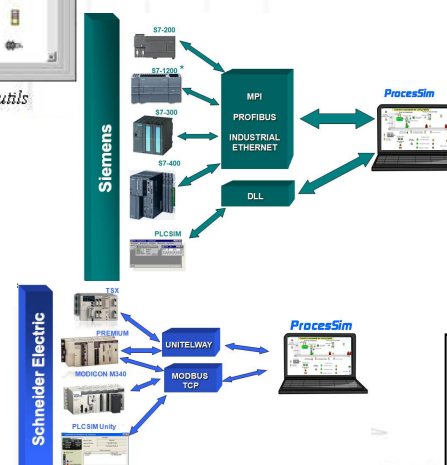 utils
Siemens
S7-200
S7-1200 *
S7-300
S7-400
PLCSIM
MPI
PROFIBUS
INDUSTRIAL
ETHERNET
DLL
ProcesSim
Schneider Electric
TSX
PREMIUM
MODICON M340
PLCSIM Unity
UNITELWAY
MODBUS
TCP
ProcesSim